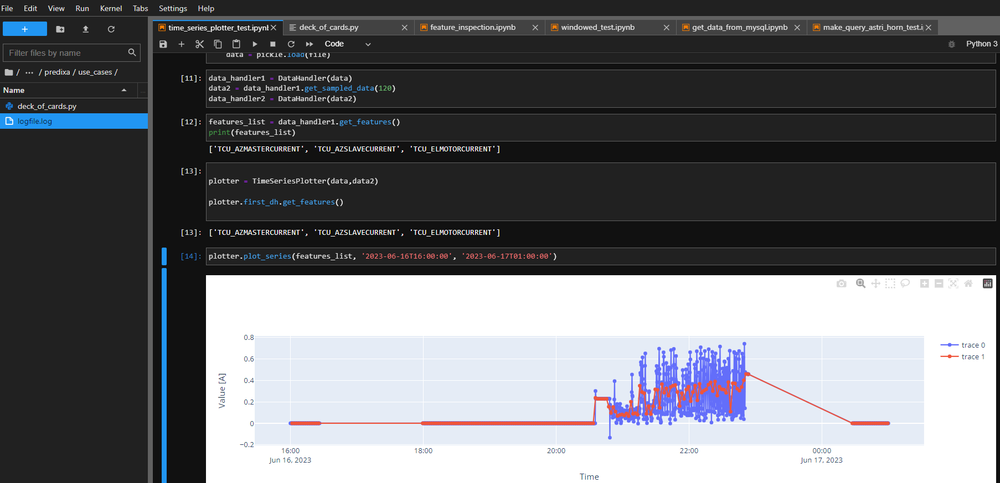 File Edit View Run Kernel Tabs Settings Help
time_series_plotter_test.ipynb
deck_of_cards.py
feature_inspection.ipynb
windowed_test.ipynb
get_data_from_mysql.ipynb
make_query_astri_horn_test.i
Filter files by name
/ ... / predixa / use_cases /
Name
deck_of_cards.py
logfile.log
Code
Python 3
data = pickle.load(file)
[11]: data_handler1 = DataHandler(data)
data2 = data_handler1.get_sampled_data(120)
data_handler2 = DataHandler(data2)
[12]: features_list = data_handler1.get_features()
print(features_list)
['TCU_AZMASTERCURRENT', 'TCU_AZSLAVECURRENT', 'TCU_ELMOTORCURRENT']
[13]:
plotter = TimeSeriesPlotter(data,data2)
plotter.first_dh.get_features()
[13]: ['TCU_AZMASTERCURRENT', 'TCU_AZSLAVECURRENT', 'TCU_ELMOTORCURRENT']
[14]: plotter.plot_series(features_list, '2023-06-16T16:00:00', '2023-06-17T01:00:00')
0.8
0.6
0.4
0.2
0
−0.2
Value [A]
trace 0
trace 1
16:00 18:00 20:00 22:00 00:00
Jun 16, 2023 Jun 17, 2023
Time